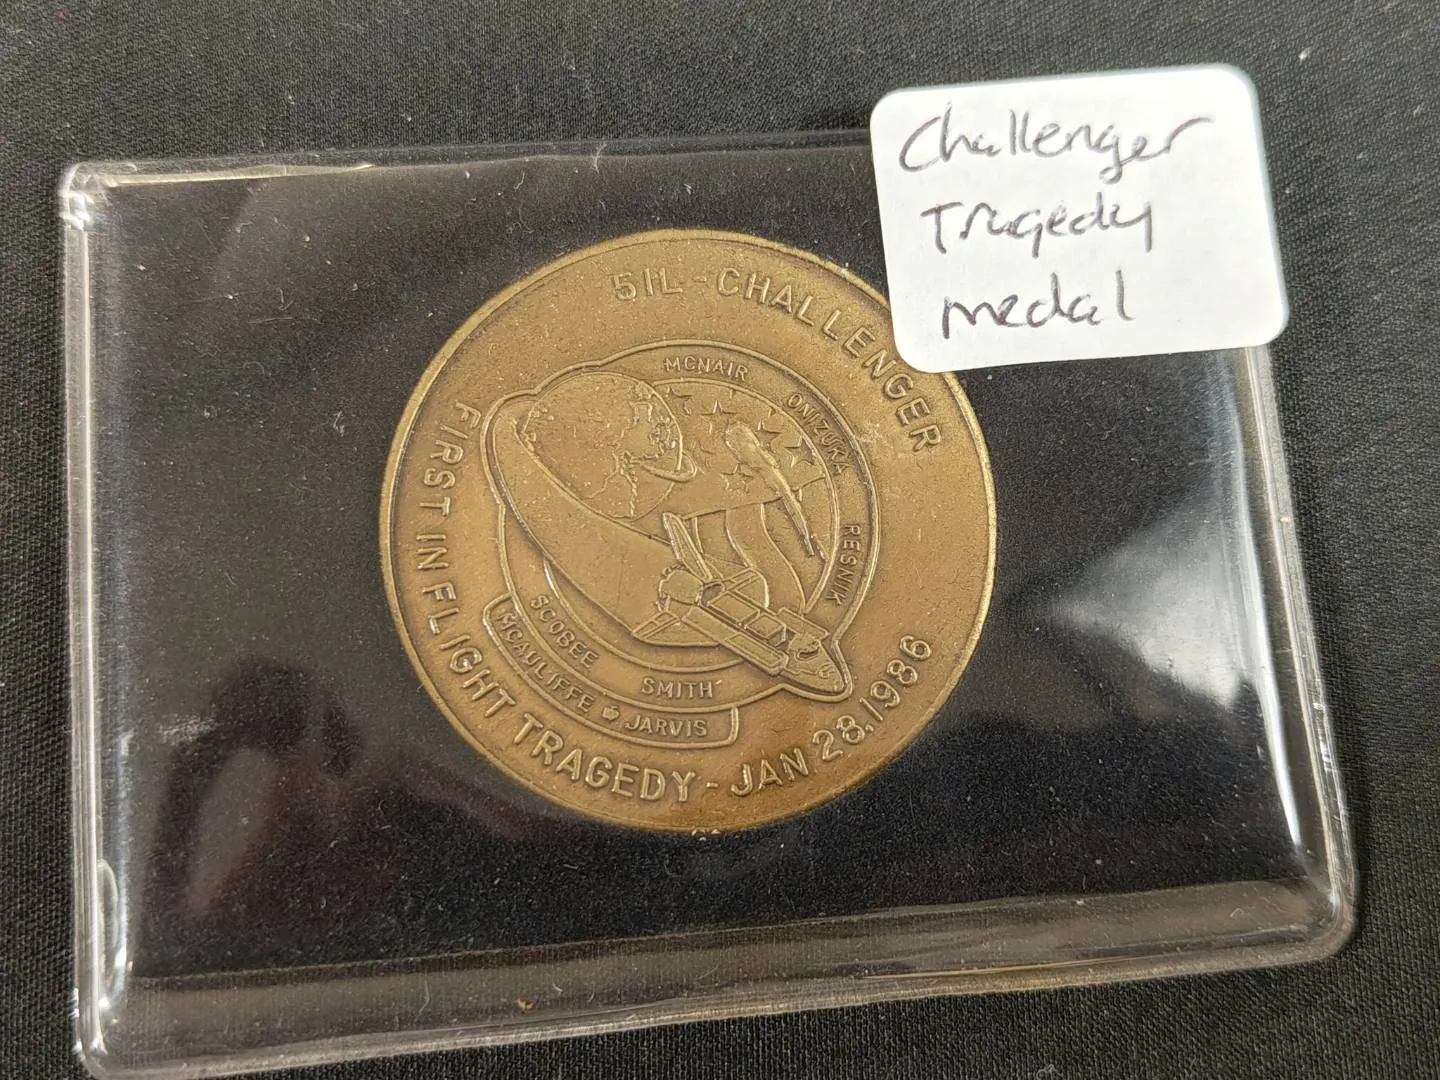 Challenger
Tragedy
medal
51L - CHALLENGER
FIRST IN FLIGHT TRAGEDY - JAN 28, 1986
MCNAIR
ONIZUKA
RESNIK
SCOBEE
SMITH
MCAULIFFE
JARVIS